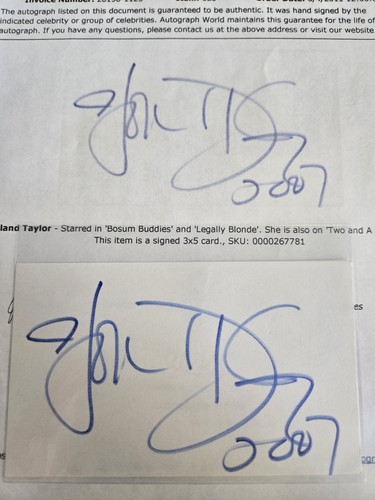 The autograph listed on this document is guaranteed to be authentic. It was hand signed by the
indicated celebrity or group of celebrities. Autograph World maintains this guarantee for the life of
autograph. If you have any questions, please contact us at the above address or visit our website
2007
land Taylor - Starred in 'Bosum Buddies' and 'Legally Blonde'. She is also on 'Two and A
This item is a signed 3x5 card., SKU: 0000267781
es
2007